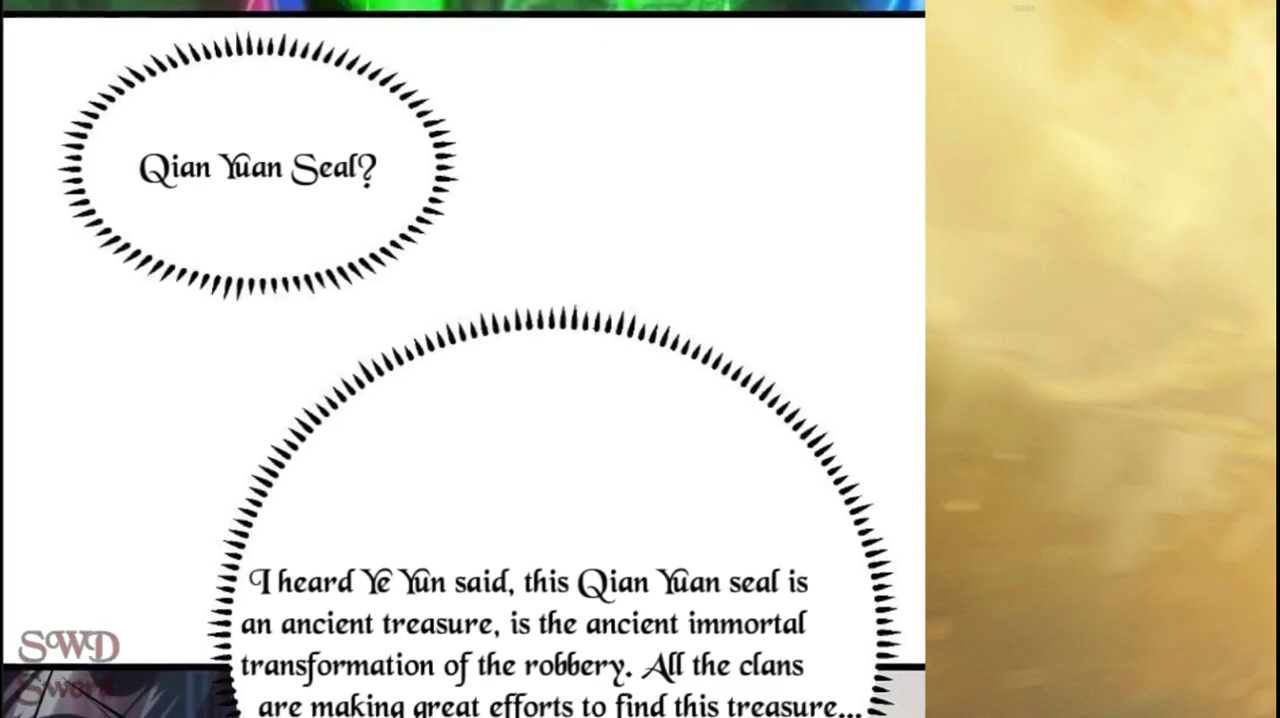 Qian Yuan Seal?
I heard Ye Yun said, this Qian Yuan seal is
an ancient treasure, is the ancient immortal
transformation of the robbery. All the clans
are making great efforts to find this treasure...
SWD
Sword